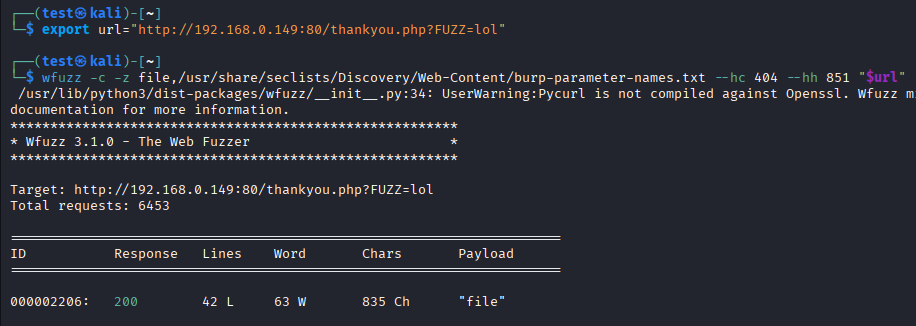 ┌──(test㉿kali)-[~]
└─$ export url="http://192.168.0.149:80/thankyou.php?FUZZ=lol"
┌──(test㉿kali)-[~]
└─$ wfuzz -c -z file,/usr/share/seclists/Discovery/Web-Content/burp-parameter-names.txt --hc 404 --hh 851 "$url"
/usr/lib/python3/dist-packages/wfuzz/__init__.py:34: UserWarning:Pycurl is not compiled against Openssl. Wfuzz m
documentation for more information.
********************************************************
* Wfuzz 3.1.0 - The Web Fuzzer                         *
********************************************************
Target: http://192.168.0.149:80/thankyou.php?FUZZ=lol
Total requests: 6453
=====================================================================
ID           Response   Lines    Word       Chars       Payload
=====================================================================
000002206:   200        42 L     63 W       835 Ch      "file"